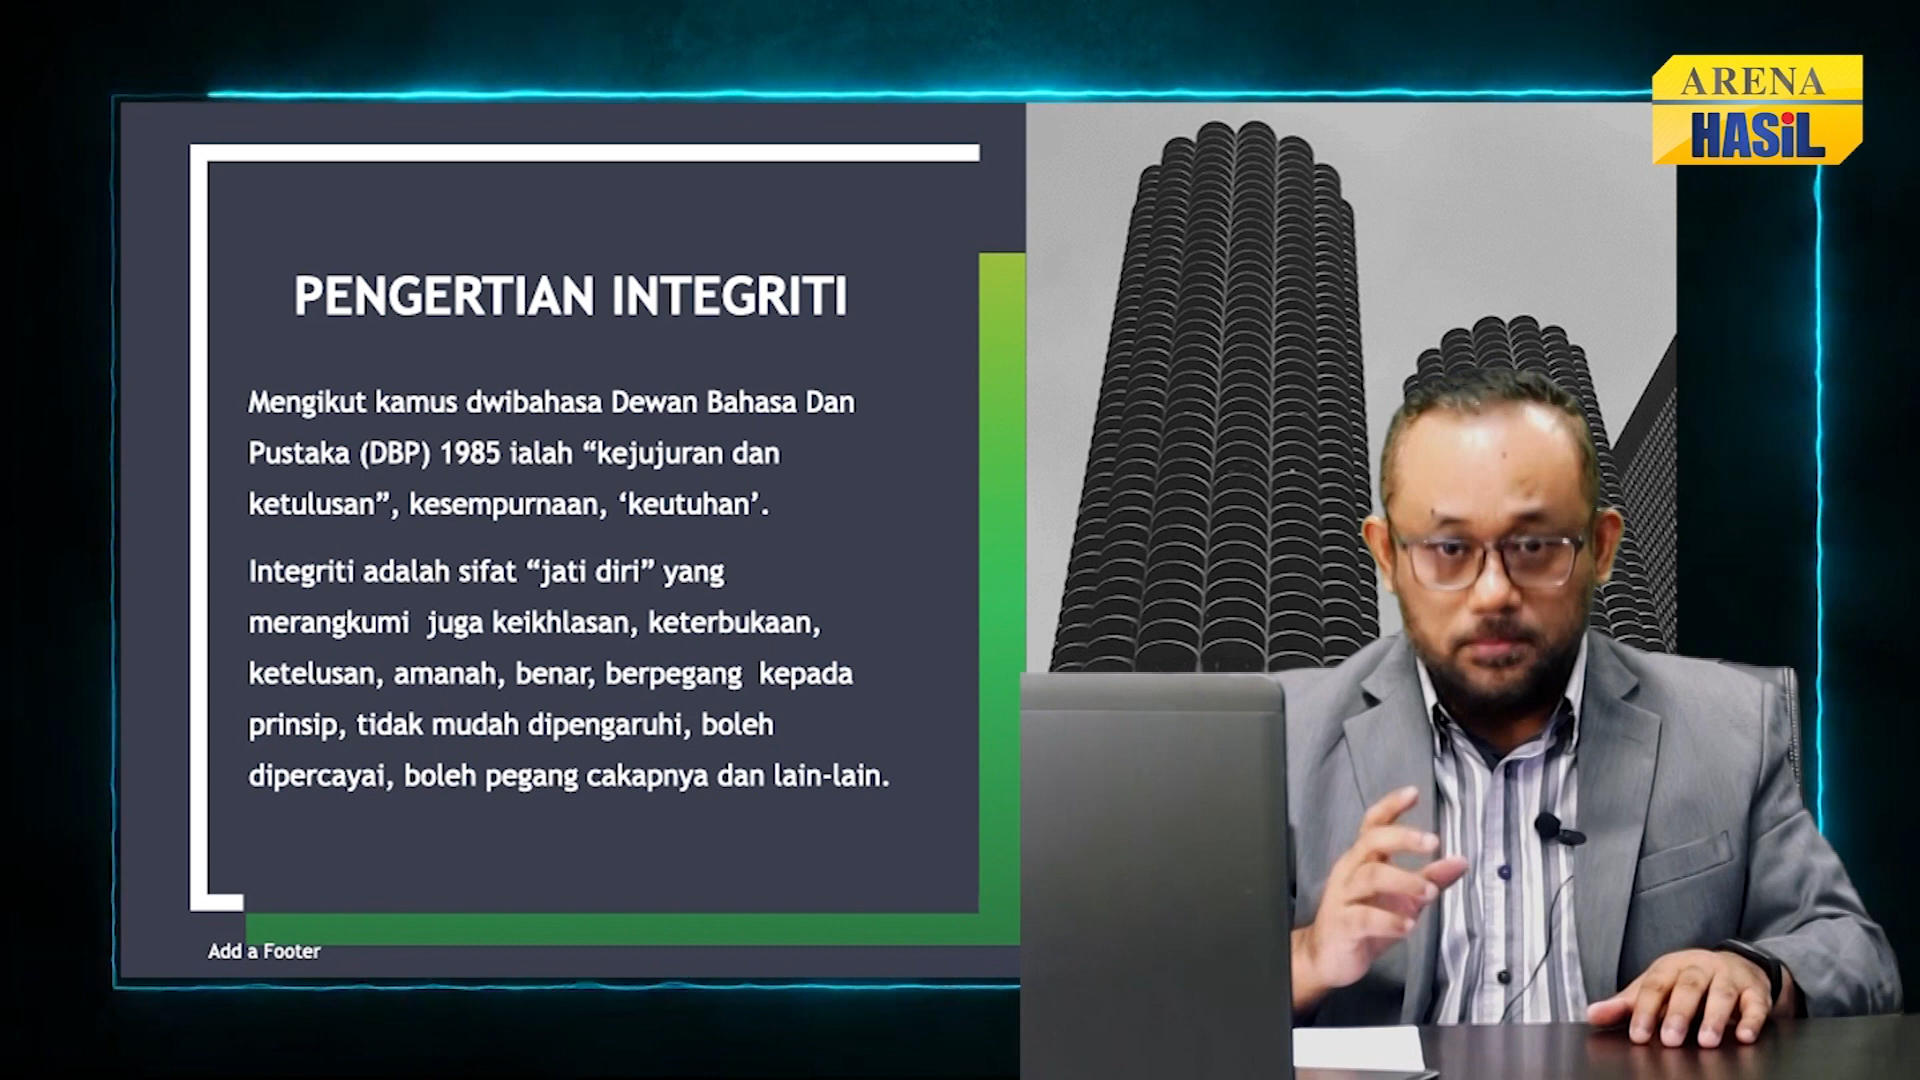 ARENA
HASiL
PENGERTIAN INTEGRITI
Mengikut kamus dwibahasa Dewan Bahasa Dan
Pustaka (DBP) 1985 ialah “kejujuran dan
ketulusan”, kesempurnaan, ‘keutuhan’.
Integriti adalah sifat “jati diri” yang
merangkumi  juga keikhlasan, keterbukaan,
ketelusan, amanah, benar, berpegang  kepada
prinsip, tidak mudah dipengaruhi, boleh
dipercayai, boleh pegang cakapnya dan lain-lain.
Add a Footer